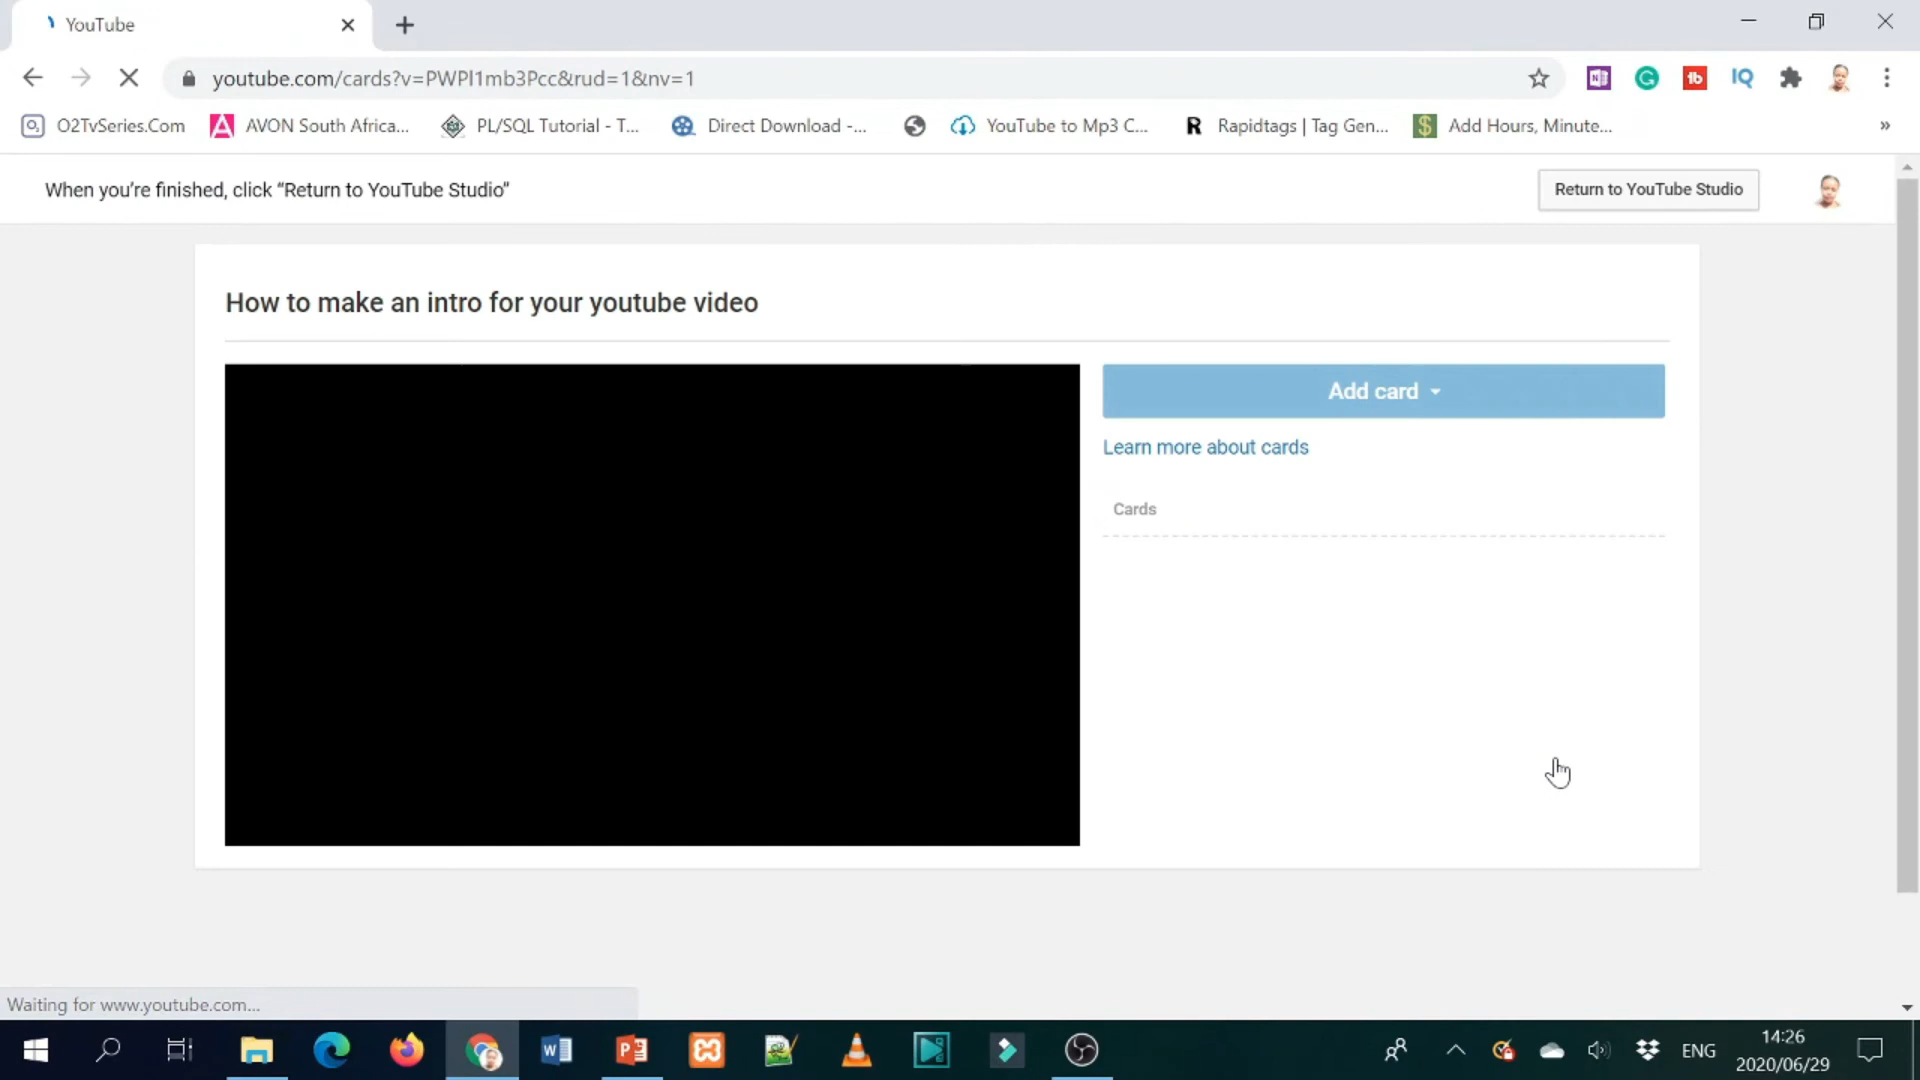 YouTube
youtube.com/cards?v=PWPl1mb3Pcc&rud=1&nv=1
O2TvSeries.Com
AVON South Africa...
PL/SQL Tutorial - T...
Direct Download -...
YouTube to Mp3 C...
R Rapidtags | Tag Gen...
Add Hours, Minute...
When you’re finished, click “Return to YouTube Studio”
Return to YouTube Studio
How to make an intro for your youtube video
Add card
Learn more about cards
Cards
Waiting for www.youtube.com...
ENG
14:26
2020/06/29